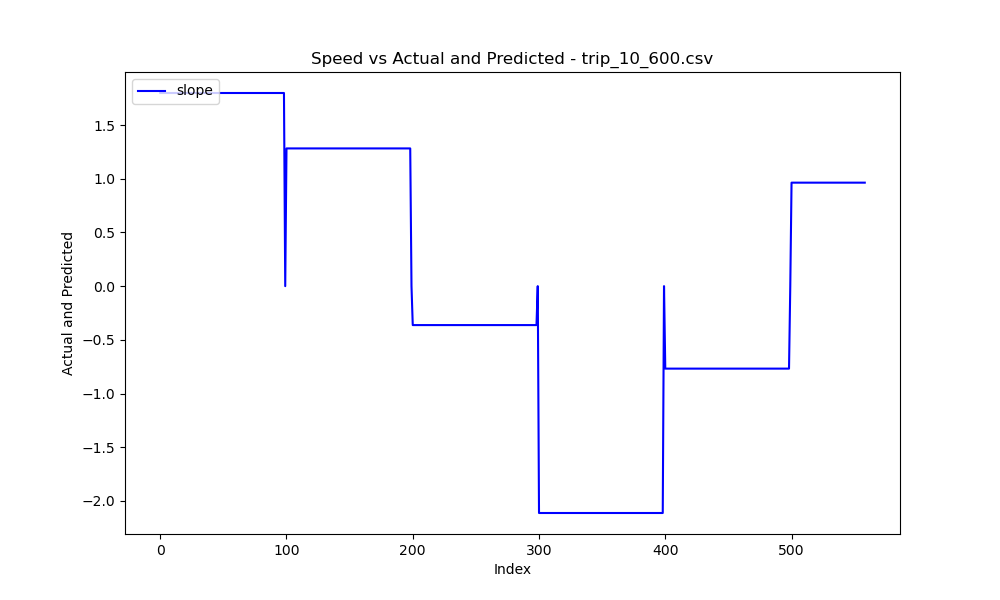 Speed vs Actual and Predicted - trip_10_600.csv
slope
1.5
1.0
0.5
0.0
−0.5
−1.0
−1.5
−2.0
Actual and Predicted
0 100 200 300 400 500
Index